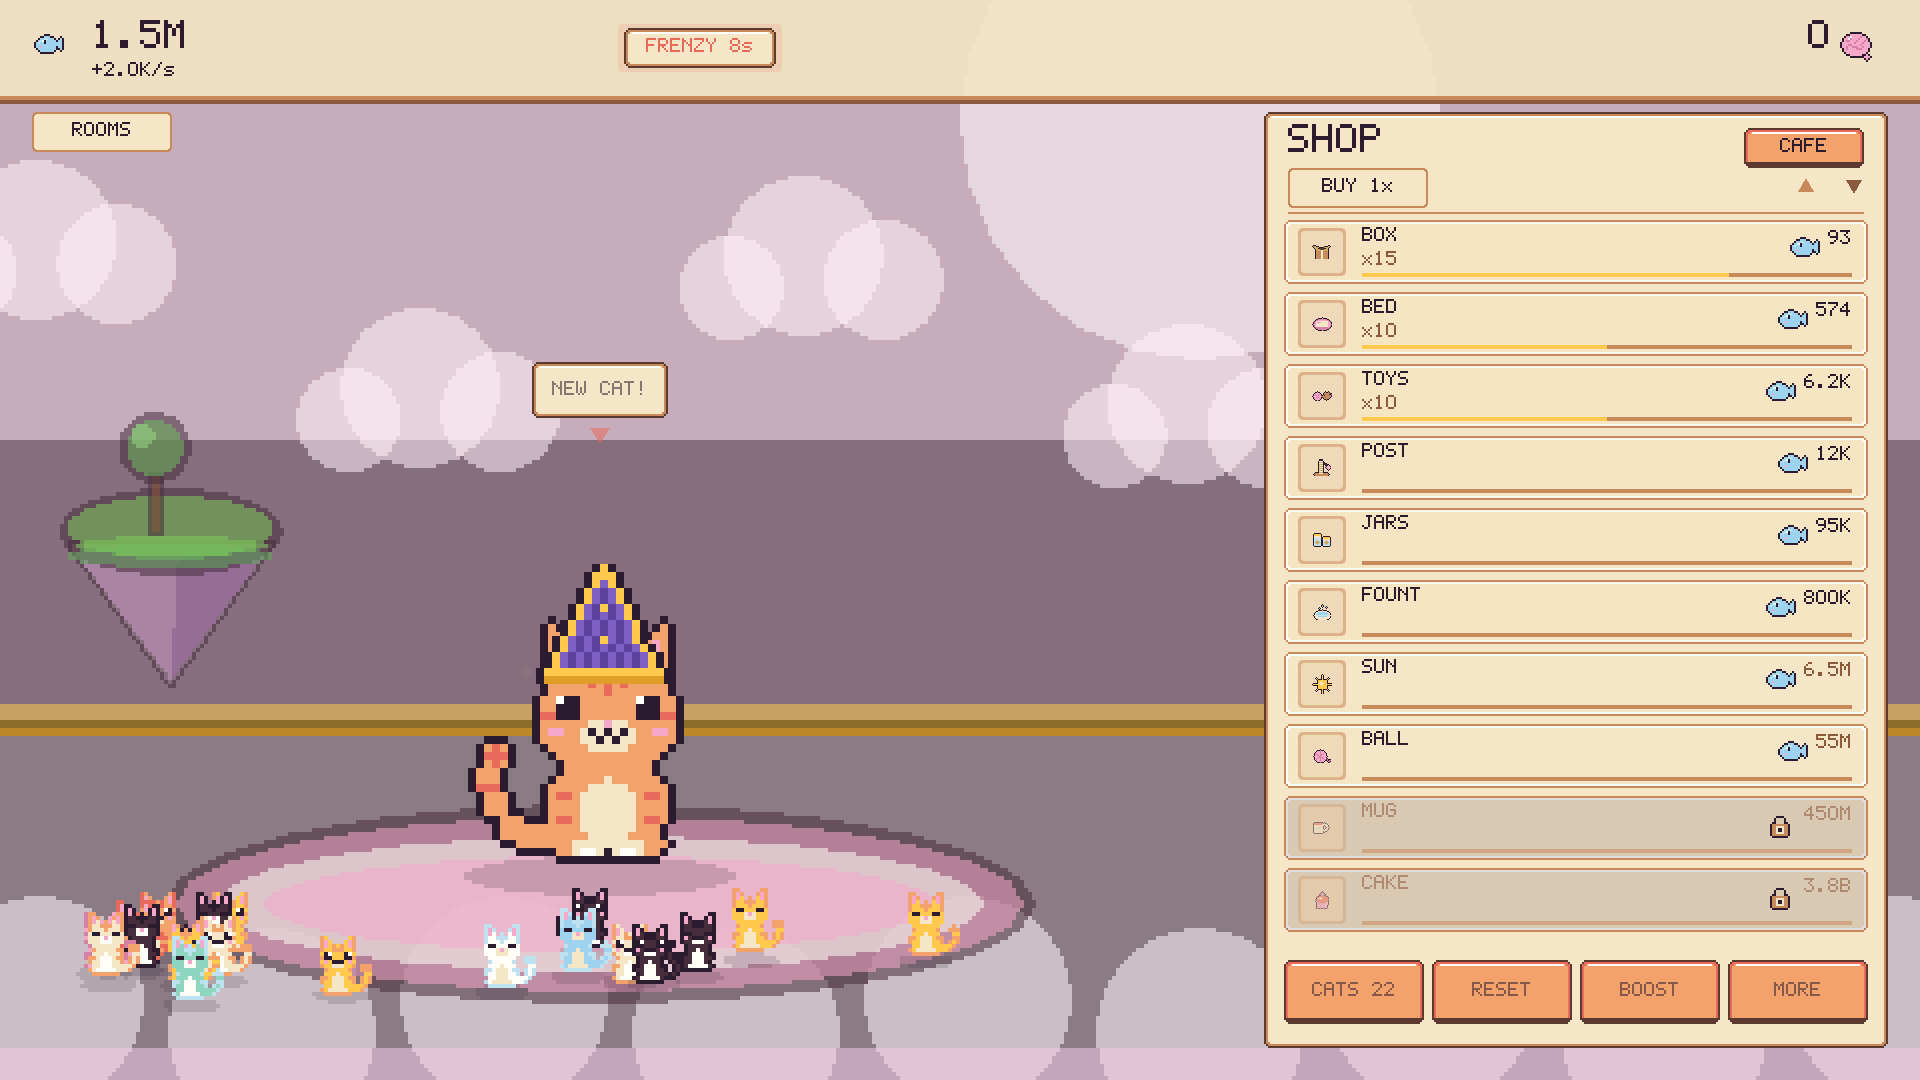 1.5M
+2.0K/s
FRENZY 8s
0
ROOMS
SHOP
CAFE
BUY 1x
BOX
x15
93
BED
x10
574
TOYS
x10
6.2K
POST
12K
JARS
95K
FOUNT
800K
SUN
6.5M
BALL
55M
MUG
450M
CAKE
3.8B
NEW CAT!
CATS 22
RESET
BOOST
MORE